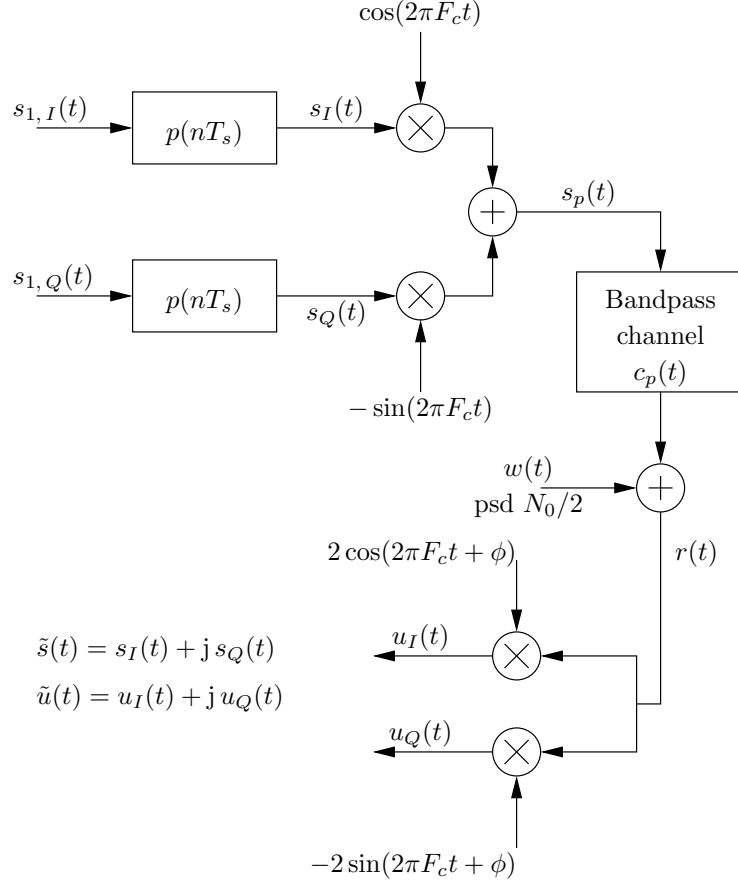 cos(2πF_c t)
s_{1, I}(t)
p(nT_s)
s_I(t)
s_p(t)
s_{1, Q}(t)
p(nT_s)
s_Q(t)
Bandpass
channel
c_p(t)
− sin(2πF_c t)
w(t)
psd N_0/2
2 cos(2πF_c t + ϕ)
r(t)
s̃(t) = s_I(t) + j s_Q(t)
u_I(t)
ũ(t) = u_I(t) + j u_Q(t)
u_Q(t)
−2 sin(2πF_c t + ϕ)